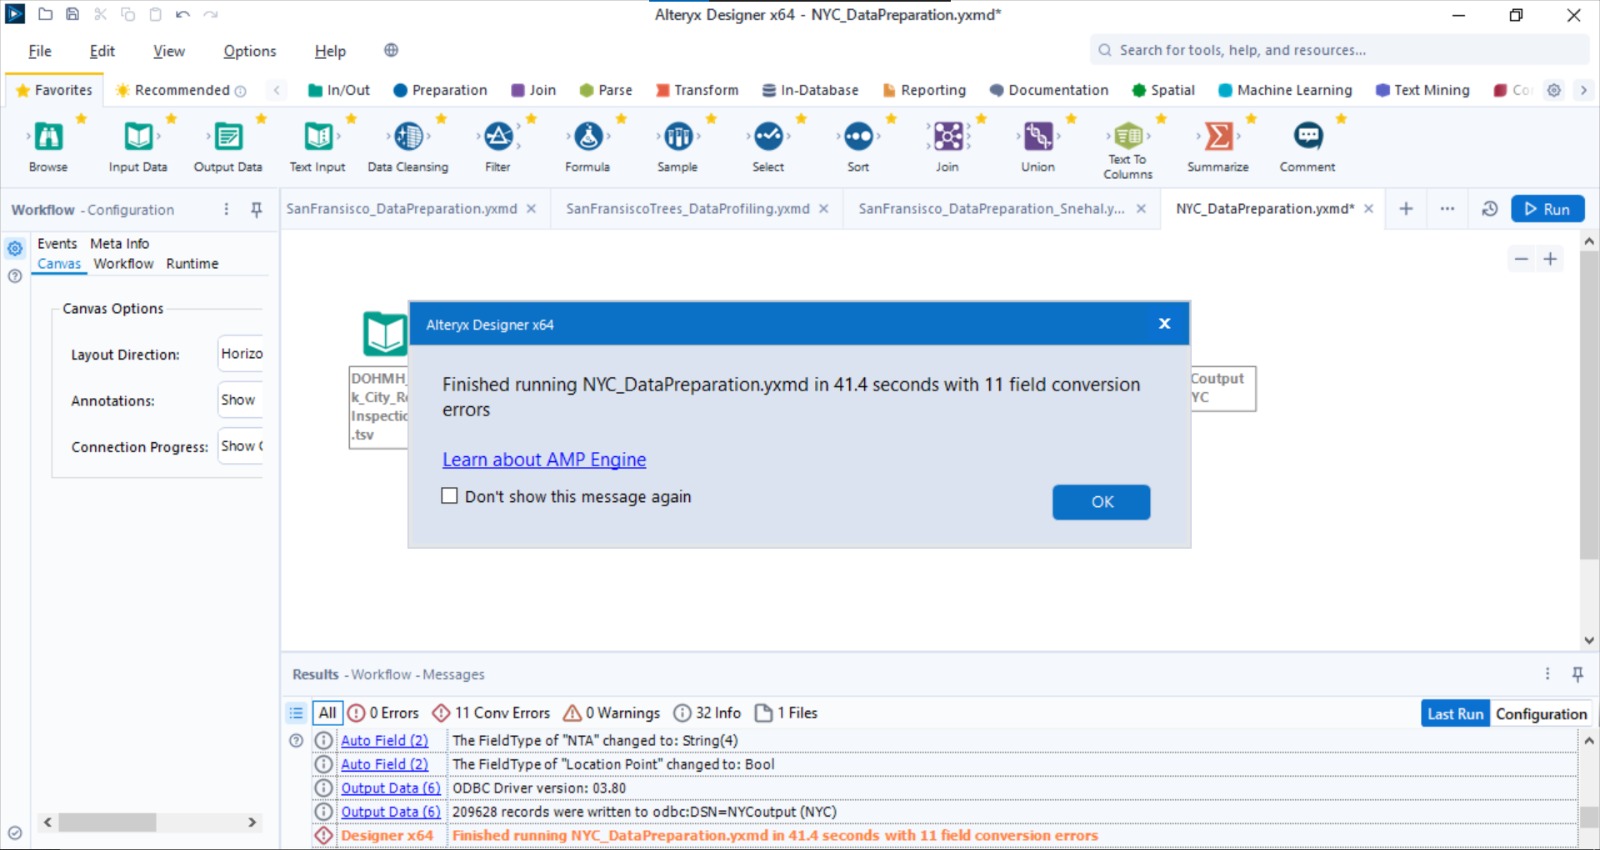 Alteryx Designer x64 - NYC_DataPreparation.yxmd*
File Edit View Options Help
Search for tools, help, and resources...
Favorites Recommended In/Out Preparation Join Parse Transform In-Database Reporting Documentation Spatial Machine Learning Text Mining Co
Browse Input Data Output Data Text Input Data Cleansing Filter Formula Sample Select Sort Join Union Text To Columns Summarize Comment
Workflow - Configuration
SanFransisco_DataPreparation.yxmd SanFransiscoTrees_DataProfiling.yxmd SanFransisco_DataPreparation_Snehal.y... NYC_DataPreparation.yxmd* Run
Events Meta Info
Canvas Workflow Runtime
Canvas Options
Layout Direction: Horizo
Annotations: Show
Connection Progress: Show
DOHMH_
k_City_Re
Inspectio
.tsv
Coutput
YC
Alteryx Designer x64
Finished running NYC_DataPreparation.yxmd in 41.4 seconds with 11 field conversion
errors
Learn about AMP Engine
Don't show this message again
OK
Results - Workflow - Messages
All 0 Errors 11 Conv Errors 0 Warnings 32 Info 1 Files Last Run Configuration
Auto Field (2) The FieldType of "NTA" changed to: String(4)
Auto Field (2) The FieldType of "Location Point" changed to: Bool
Output Data (6) ODBC Driver version: 03.80
Output Data (6) 209628 records were written to odbc:DSN=NYCoutput (NYC)
Designer x64 Finished running NYC_DataPreparation.yxmd in 41.4 seconds with 11 field conversion errors